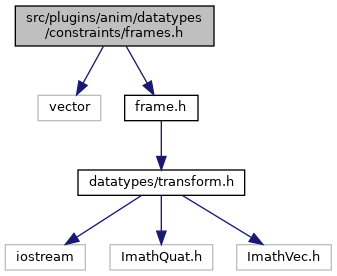 src/plugins/anim/datatypes
/constraints/frames.h
vector
frame.h
datatypes/transform.h
iostream
ImathQuat.h
ImathVec.h